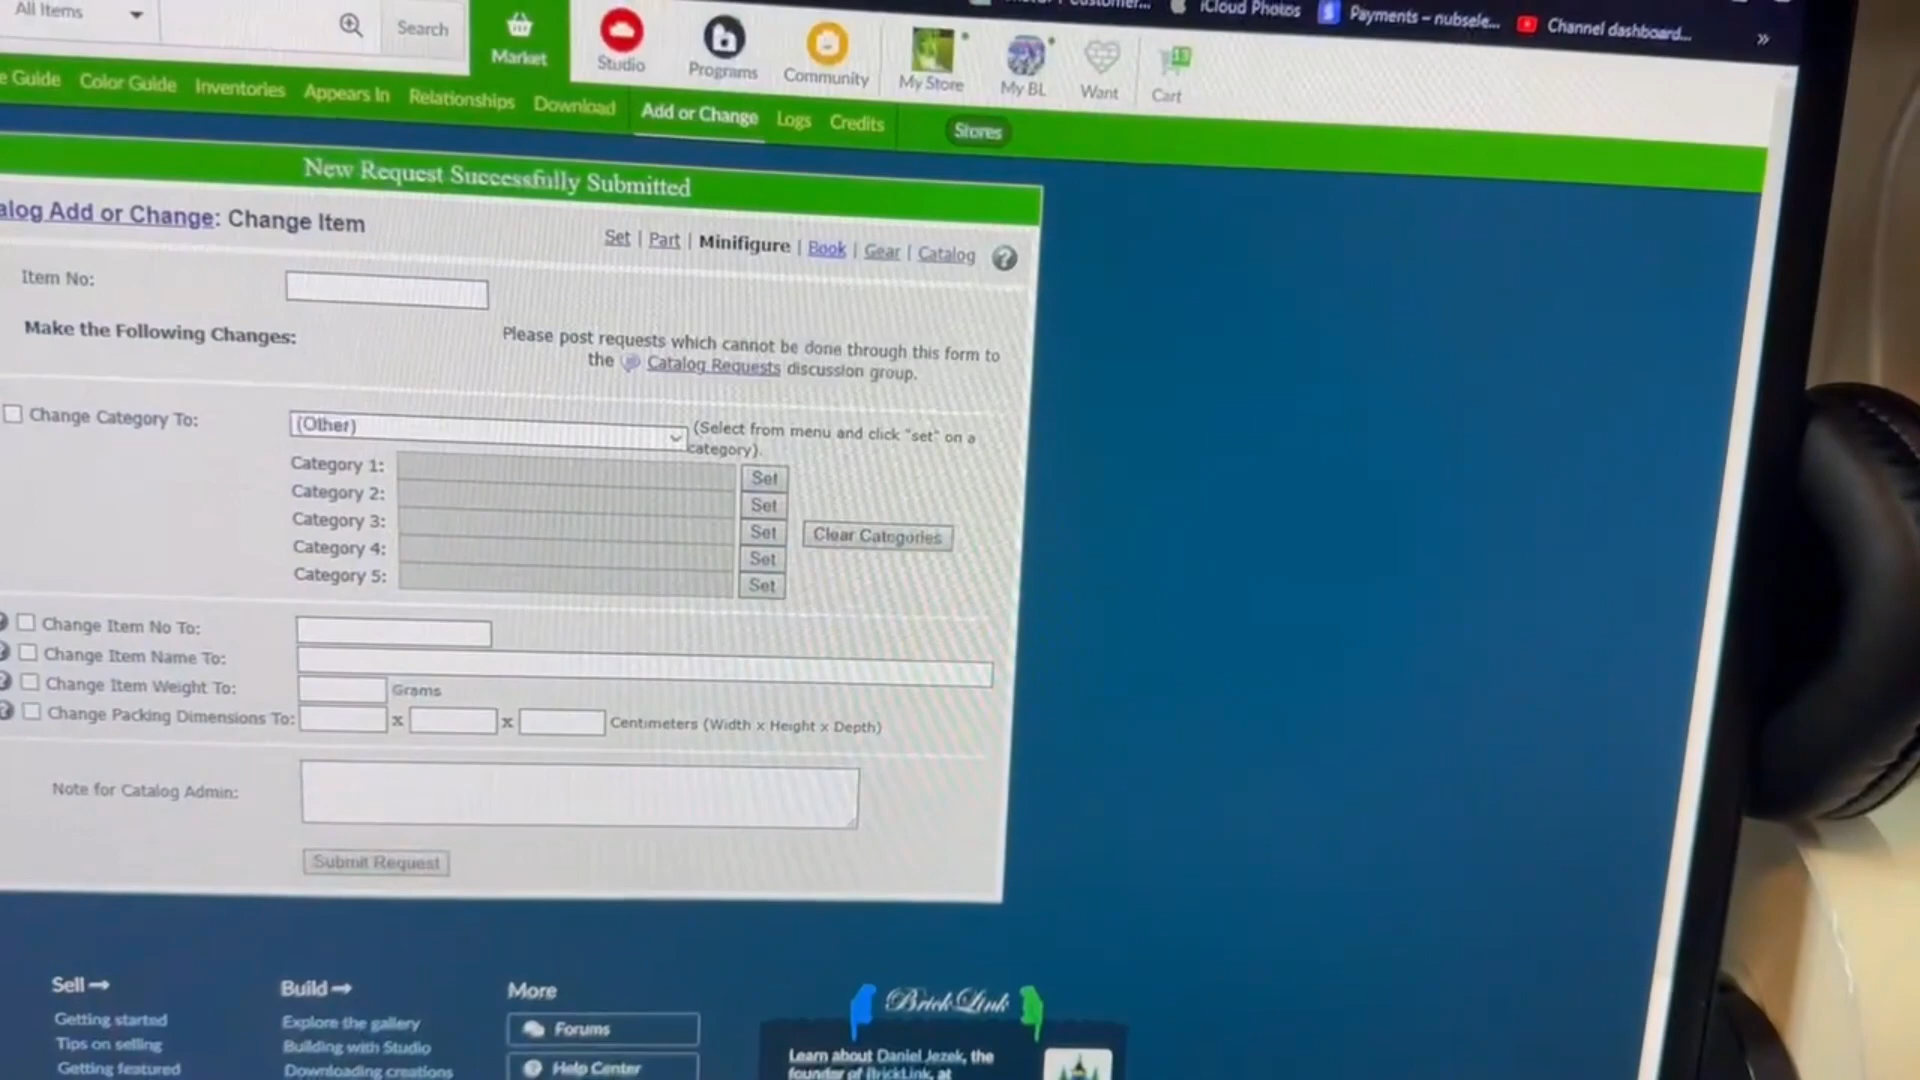 iCloud Photos
Payments – nubsele...
Channel dashboard...
»
All Items
Search
Market
Studio
Programs
Community
My Store
My BL
Want
13
Cart
e Guide
Color Guide
Inventories
Appears In
Relationships
Download
Add or Change
Logs
Credits
Stores
New Request Successfully Submitted
alog Add or Change: Change Item
Set | Part | Minifigure | Book | Gear | Catalog
?
Item No:
Make the Following Changes:
Please post requests which cannot be done through this form to
the Catalog Requests discussion group.
Change Category To:
(Other)
(Select from menu and click "set" on a
category).
Category 1:
Set
Category 2:
Set
Category 3:
Set
Clear Categories
Category 4:
Set
Category 5:
Set
Change Item No To:
Change Item Name To:
Change Item Weight To:
Grams
Change Packing Dimensions To:
x
x
Centimeters (Width x Height x Depth)
Note for Catalog Admin:
Submit Request
Sell→
Getting started
Tips on selling
Getting featured
Build→
Explore the gallery
Building with Studio
Downloading creations
More
Forums
Help Center
BrickLink
Learn about Daniel Jezek, the
founder of BrickLink, at